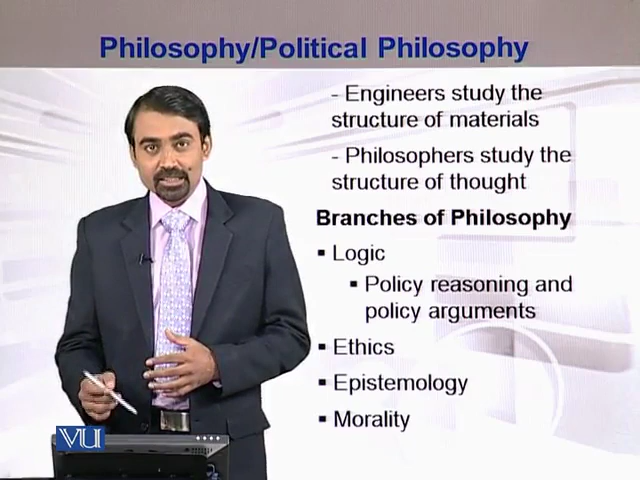 Philosophy/Political Philosophy
- Engineers study the
structure of materials
- Philosophers study the
structure of thought
Branches of Philosophy
▪ Logic
▪ Policy reasoning and
policy arguments
▪ Ethics
▪ Epistemology
▪ Morality
VU